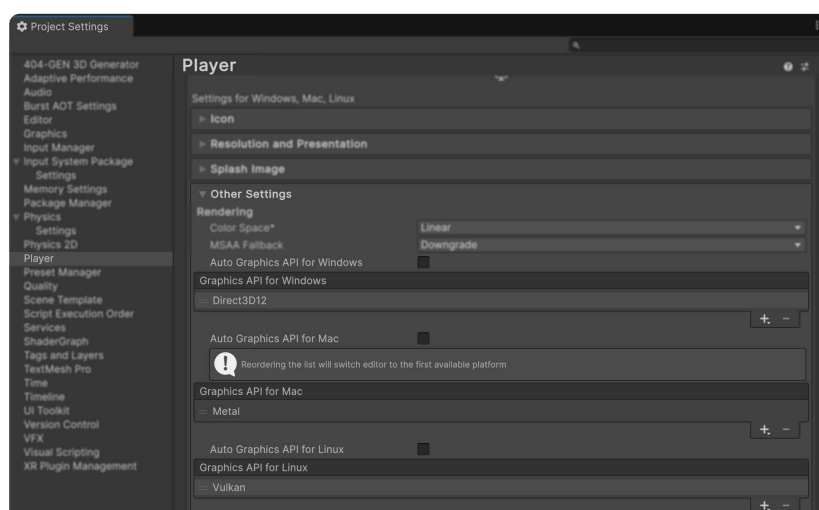 Project Settings
404-GEN 3D Generator
Adaptive Performance
Audio
Burst AOT Settings
Editor
Graphics
Input Manager
Input System Package
Settings
Memory Settings
Package Manager
Physics
Settings
Physics 2D
Player
Preset Manager
Quality
Scene Template
Script Execution Order
Services
ShaderGraph
Tags and Layers
TextMesh Pro
Time
Timeline
UI Toolkit
Version Control
VFX
Visual Scripting
XR Plugin Management
Player
Settings for Windows, Mac, Linux
Icon
Resolution and Presentation
Splash Image
Other Settings
Rendering
Color Space* Linear
MSAA Fallback Downgrade
Auto Graphics API for Windows
Graphics API for Windows
Direct3D12
Auto Graphics API for Mac
Reordering the list will switch editor to the first available platform
Graphics API for Mac
Metal
Auto Graphics API for Linux
Graphics API for Linux
Vulkan